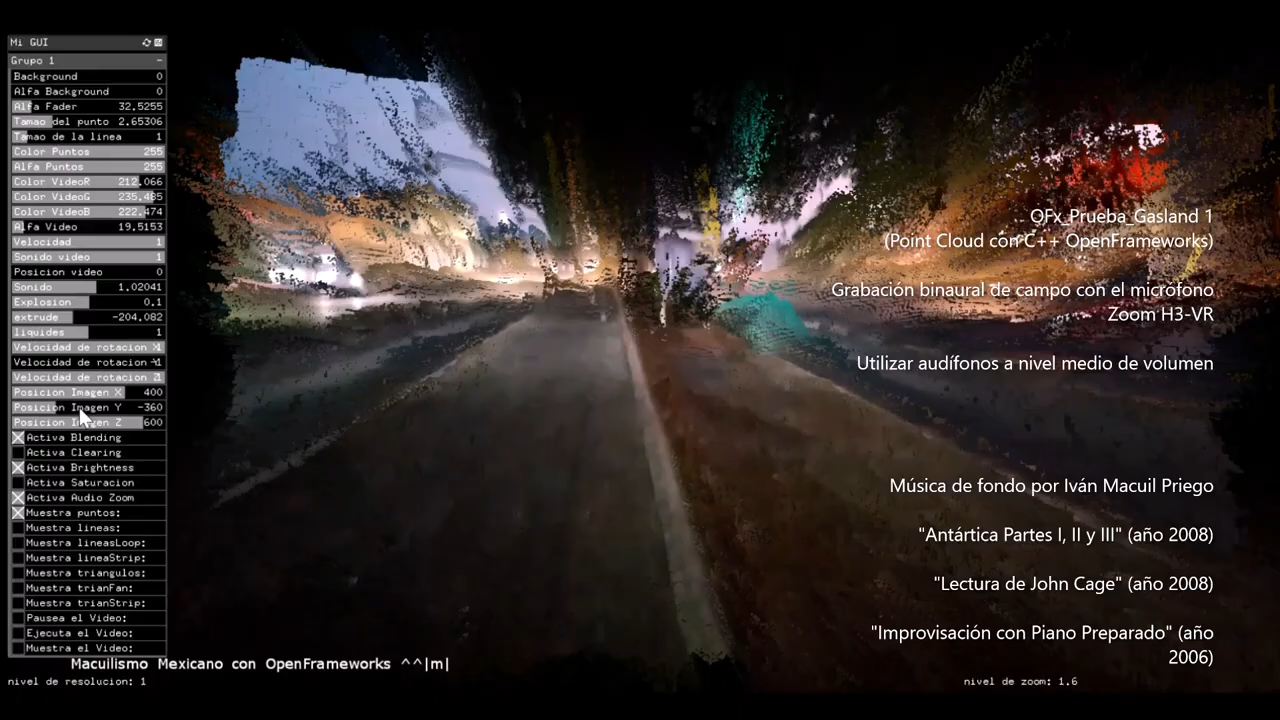 Mi GUI
Grupo 1 -
Background 0
Alfa Background 0
Alfa Fader 32.5255
Tamao del punto 2.65306
Tamao de la linea 1
Color Puntos 255
Alfa Puntos 255
Color VideoR 212.066
Color VideoG 235.485
Color VideoB 222.474
Alfa Video 19.5153
Velocidad 1
Sonido video 1
Posicion video 0
Sonido 1.02041
Explosion 0.1
extrude -204.082
liquides 1
Velocidad de rotacion X1
Velocidad de rotacion
Velocidad de rotacion
Posicion Imagen X 400
Posicion Imagen Y -360
Posicion Imagen Z 600
Activa Blending
Activa Clearing
Activa Brightness
Activa Saturacion
Activa Audio Zoom
Muestra puntos:
Muestra lineas:
Muestra lineasLoop:
Muestra lineaStrip:
Muestra triangulos:
Muestra trianFan:
Muestra trianStrip:
Pausea el Video:
Ejecuta el Video:
Muestra el Video:
Macuilismo Mexicano con OpenFrameworks ^^|m|
nivel de resolucion: 1
OFx_Prueba_Gasland 1
(Point Cloud con C++ OpenFrameworks)
Grabación binaural de campo con el micrófono
Zoom H3-VR
Utilizar audífonos a nivel medio de volumen
Música de fondo por Iván Macuil Priego
"Antártica Partes I, II y III" (año 2008)
"Lectura de John Cage" (año 2008)
"Improvisación con Piano Preparado" (año
2006)
nivel de zoom: 1.6